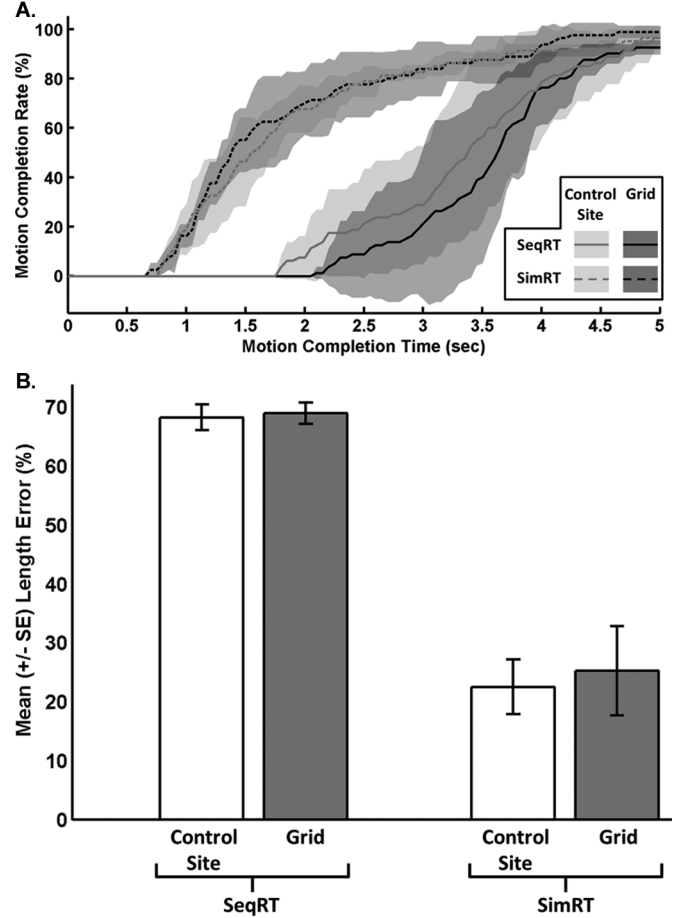 A.
Motion Completion Rate (%)
100
80
60
40
20
0
Control Site
Grid
SeqRT
SimRT
0 0.5 1 1.5 2 2.5 3 3.5 4 4.5 5
Motion Completion Time (sec)
B.
Mean (+/- SE) Length Error (%)
70
60
50
40
30
20
10
0
Control Grid Control Grid
Site Site
SeqRT SimRT